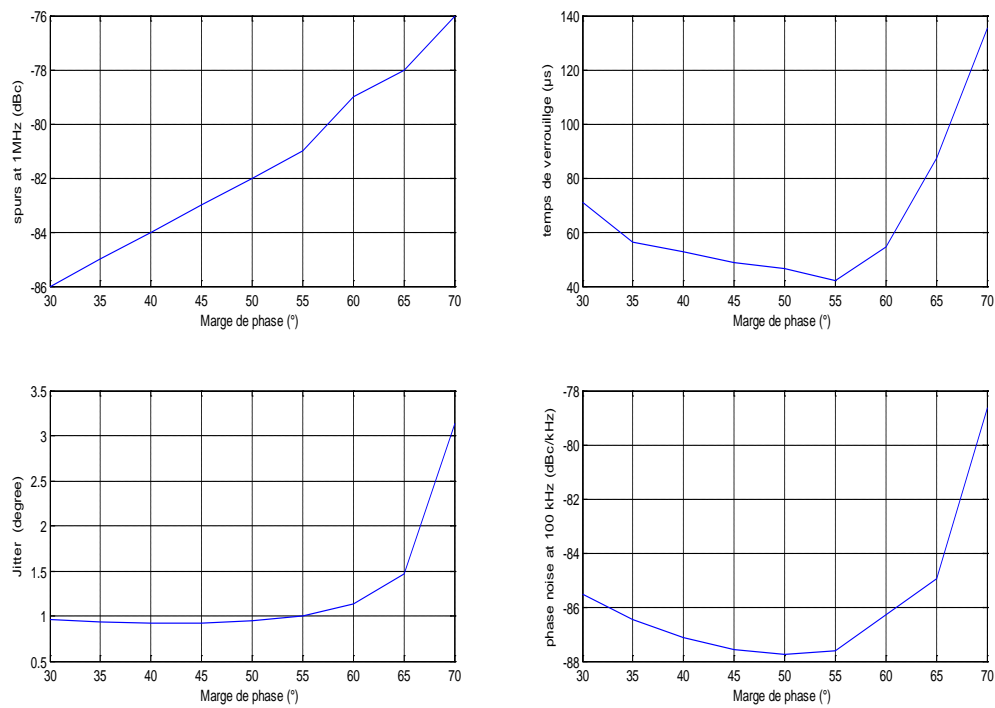 spurs at 1MHz (dBc)
-76
-78
-80
-82
-84
-86
30 35 40 45 50 55 60 65 70
Marge de phase (°)
temps de verrouillge (µs)
140
120
100
80
60
40
30 35 40 45 50 55 60 65 70
Marge de phase (°)
Jitter (degree)
3.5
3
2.5
2
1.5
1
0.5
30 35 40 45 50 55 60 65 70
Marge de phase (°)
phase noise at 100 kHz (dBc/kHz)
-78
-80
-82
-84
-86
-88
30 35 40 45 50 55 60 65 70
Marge de phase (°)